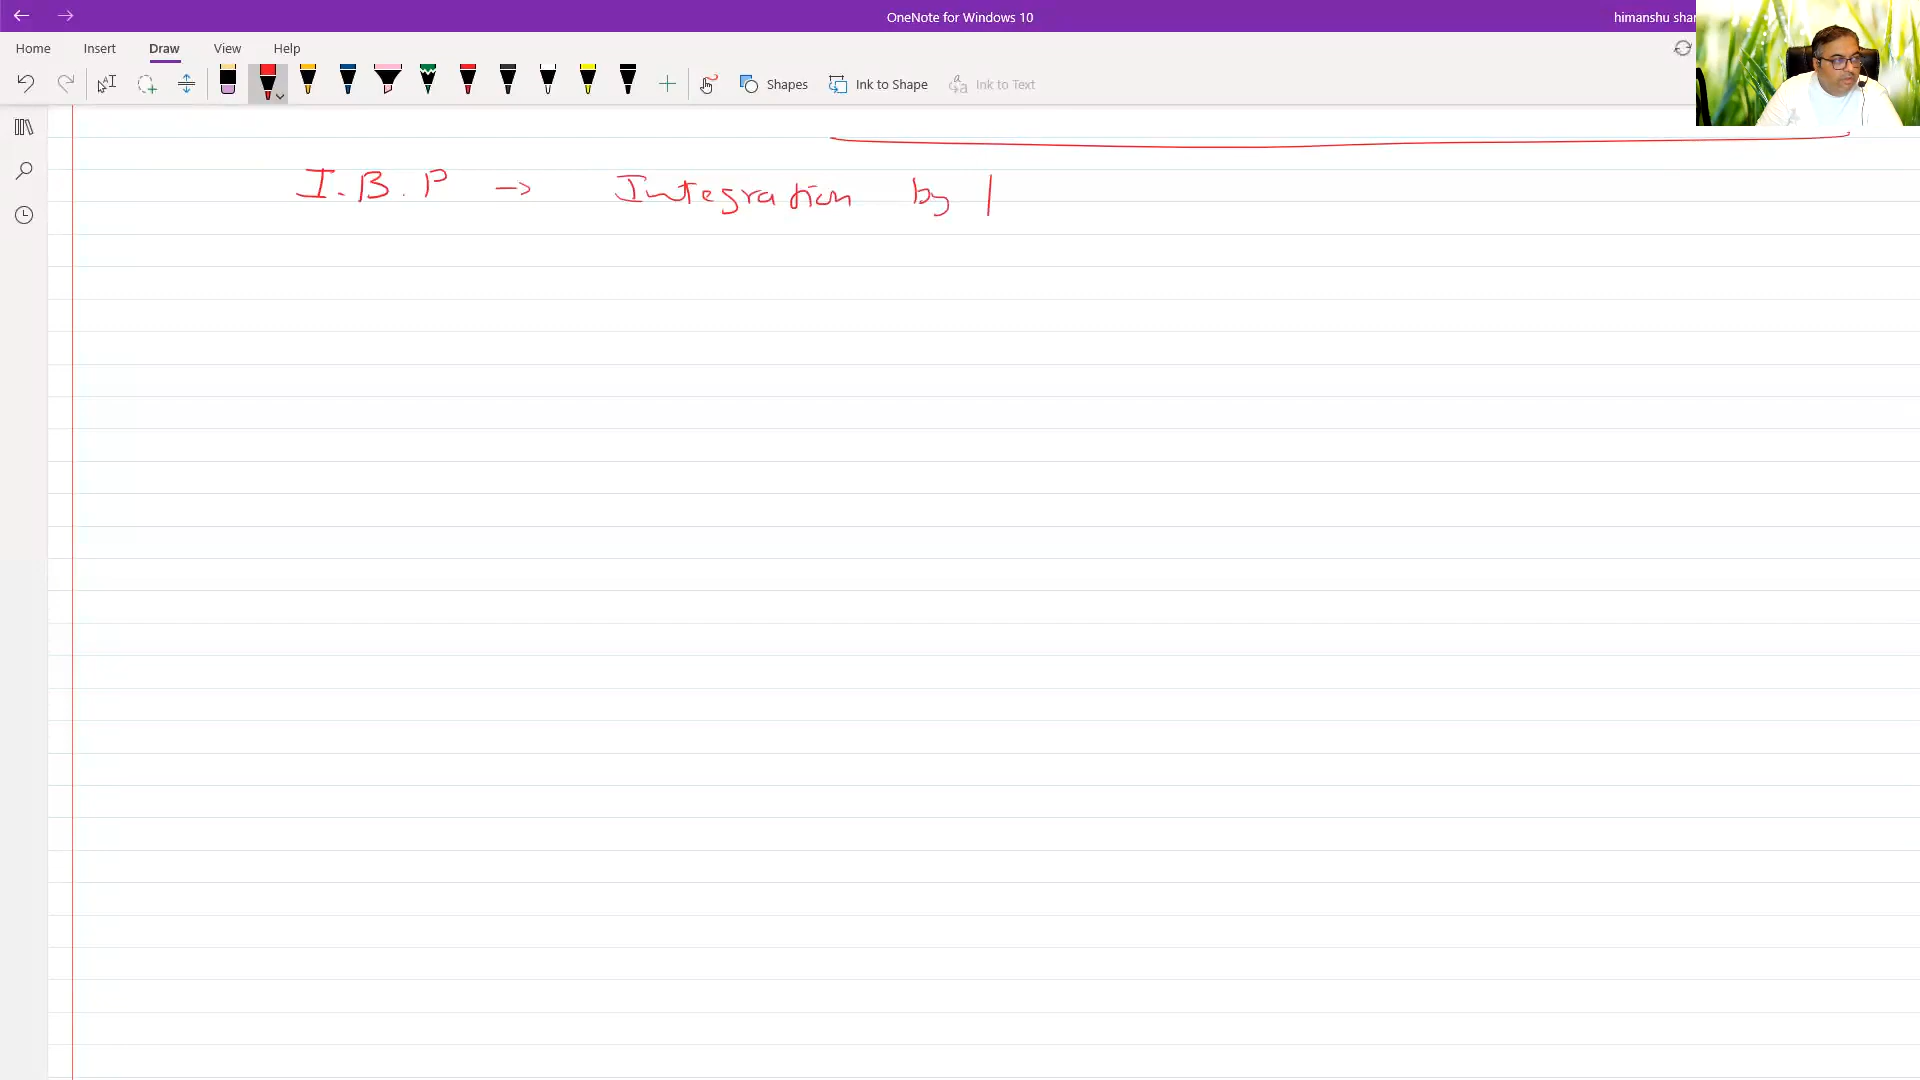 OneNote for Windows 10
himanshu shar
Home Insert Draw View Help
Shapes Ink to Shape Ink to Text
I.B.P → Integration by